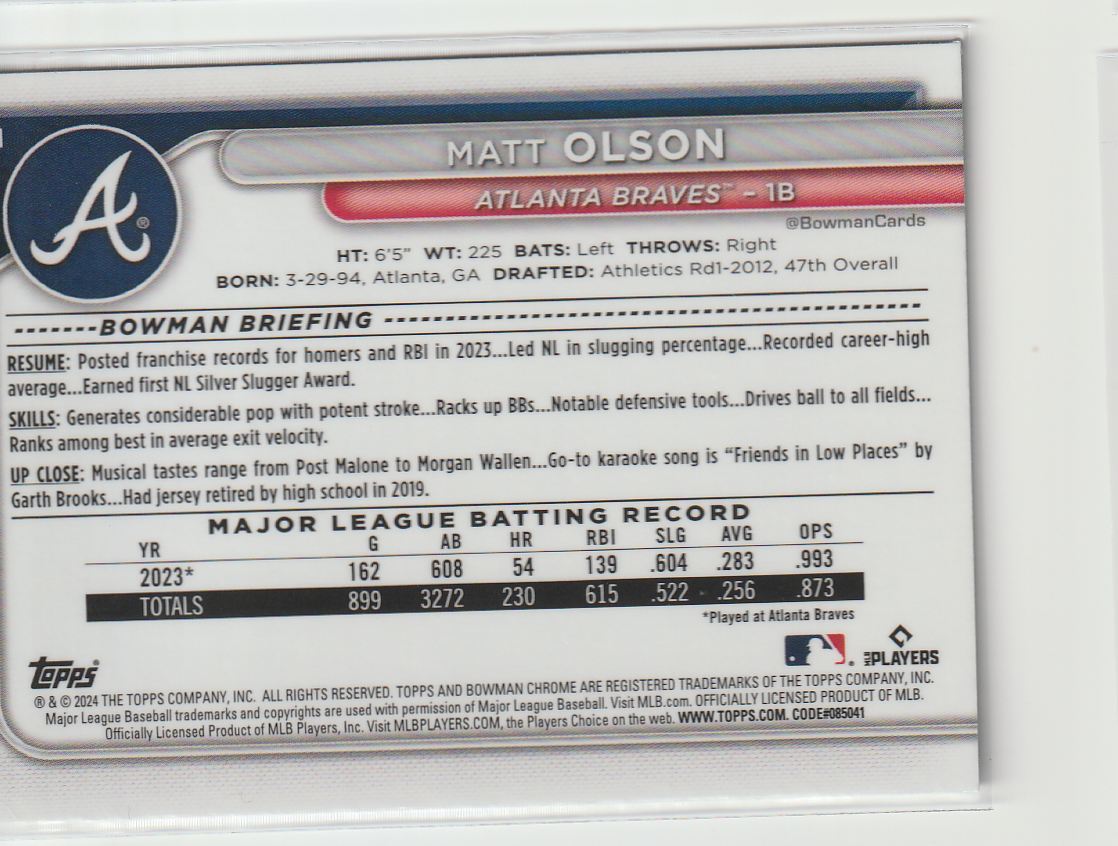 MATT OLSON
ATLANTA BRAVES™ - 1B
@BowmanCards
A®
HT: 6'5" WT: 225 BATS: Left THROWS: Right
BORN: 3-29-94, Atlanta, GA DRAFTED: Athletics Rd1-2012, 47th Overall
BOWMAN BRIEFING
RESUME: Posted franchise records for homers and RBI in 2023...Led NL in slugging percentage...Recorded career-high
average...Earned first NL Silver Slugger Award.
SKILLS: Generates considerable pop with potent stroke...Racks up BBs...Notable defensive tools...Drives ball to all fields...
Ranks among best in average exit velocity.
UP CLOSE: Musical tastes range from Post Malone to Morgan Wallen...Go-to karaoke song is “Friends in Low Places” by
Garth Brooks...Had jersey retired by high school in 2019.
MAJOR LEAGUE BATTING RECORD
YR G AB HR RBI SLG AVG OPS
2023* 162 608 54 139 .604 .283 .993
TOTALS 899 3272 230 615 .522 .256 .873
*Played at Atlanta Braves
topps® PLAYERS
® & © 2024 THE TOPPS COMPANY, INC. ALL RIGHTS RESERVED. TOPPS AND BOWMAN CHROME ARE REGISTERED TRADEMARKS OF THE TOPPS COMPANY, INC.
Major League Baseball trademarks and copyrights are used with permission of Major League Baseball. Visit MLB.com. OFFICIALLY LICENSED PRODUCT OF MLB.
Officially Licensed Product of MLB Players, Inc. Visit MLBPLAYERS.COM, the Players Choice on the web. WWW.TOPPS.COM. CODE#085041